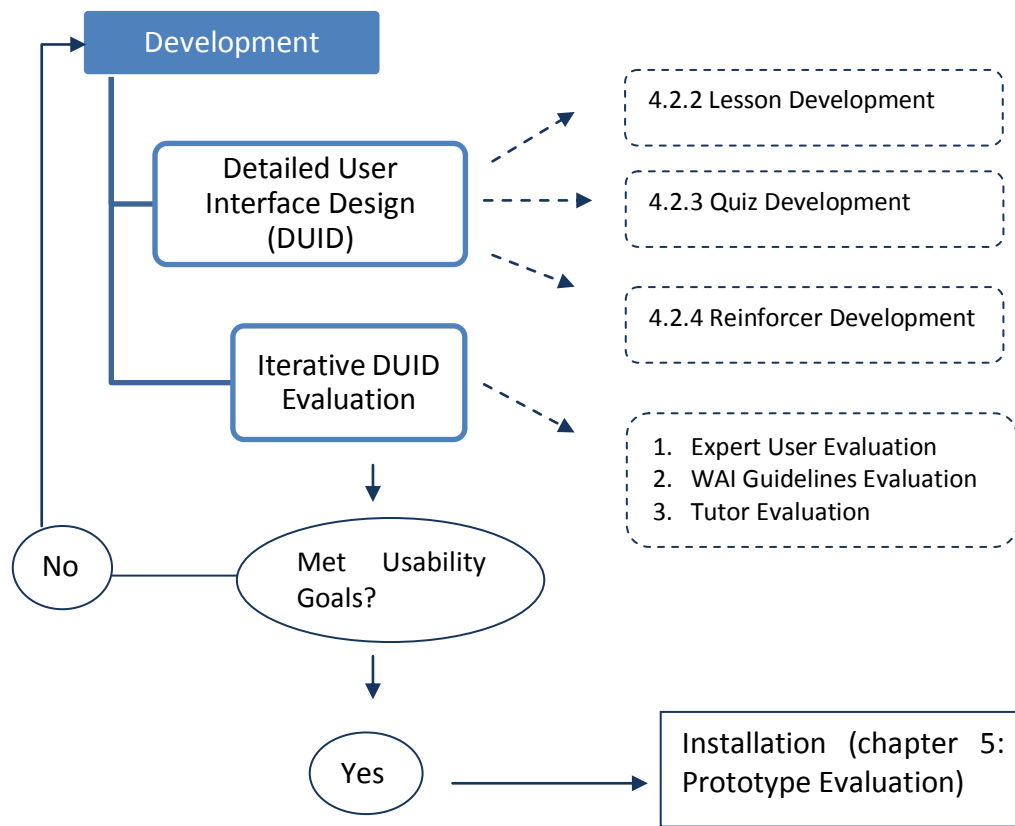 Development
4.2.2 Lesson Development
Detailed User
Interface Design
(DUID)
4.2.3 Quiz Development
4.2.4 Reinforcer Development
Iterative DUID
Evaluation
1. Expert User Evaluation
2. WAI Guidelines Evaluation
3. Tutor Evaluation
No
Met Usability
Goals?
Yes
Installation (chapter 5:
Prototype Evaluation)